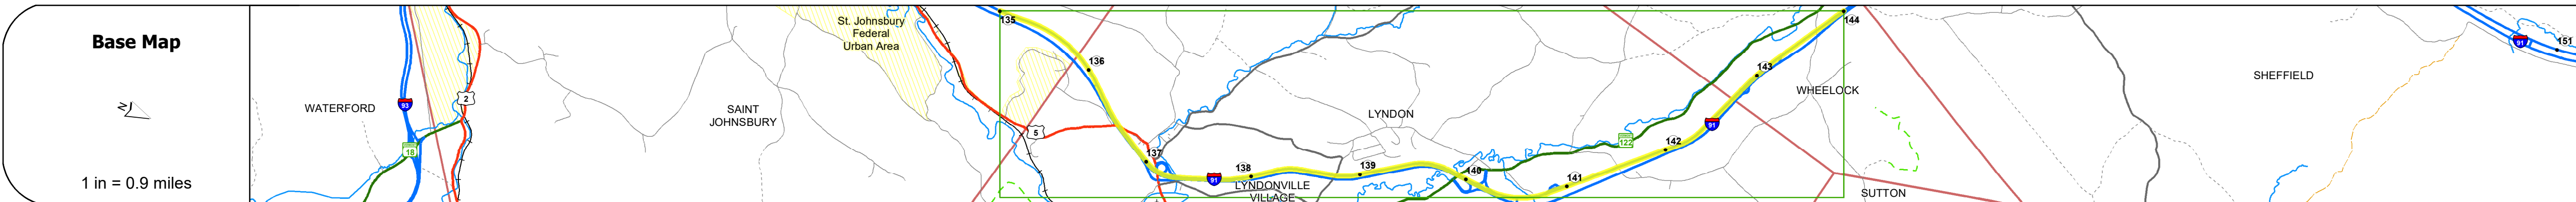 Base Map
N
1 in = 0.9 miles
WATERFORD
93
18
2
SAINT
JOHNSBURY
St. Johnsbury
Federal
Urban Area
135
136
5
137
138
91
LYNDONVILLE
VILLAGE
139
LYNDON
140
141
122
142
91
143
144
WHEELOCK
SUTTON
SHEFFIELD
91
151